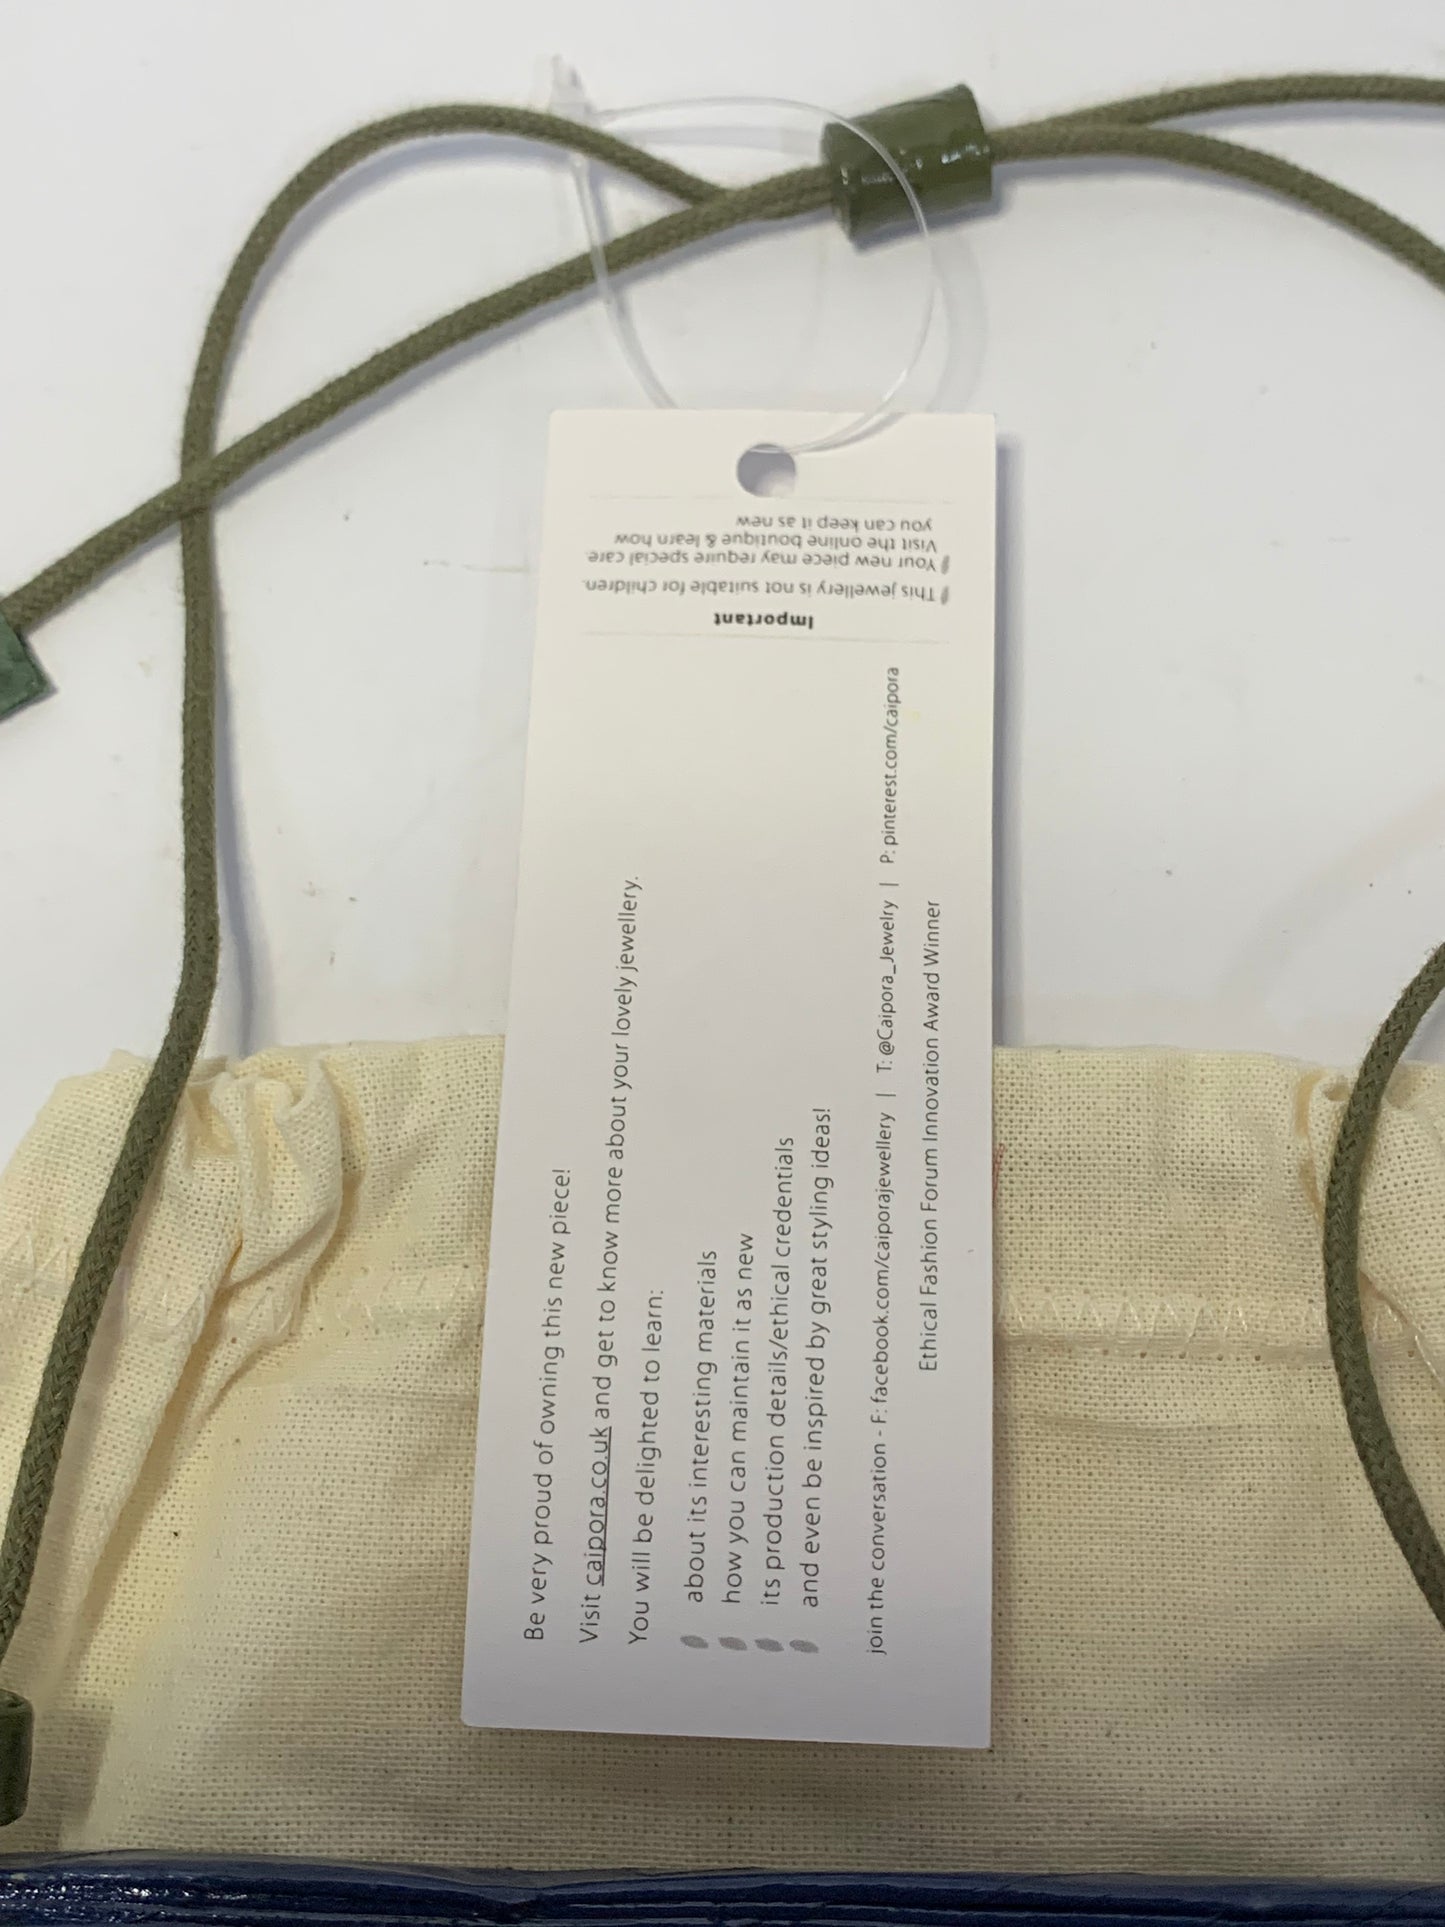 Important
This jewellery is not suitable for children.
Your new piece may require special care.
Visit the online boutique & learn how
you can keep it as new
Be very proud of owning this new piece!
Visit caipora.co.uk and get to know more about your lovely jewellery.
You will be delighted to learn:
about its interesting materials
how you can maintain it as new
its production details/ethical credentials
and even be inspired by great styling ideas!
join the conversation - F: facebook.com/caiporajewellery | T: @Caipora_Jewelry | P: pinterest.com/caipora
Ethical Fashion Forum Innovation Award Winner